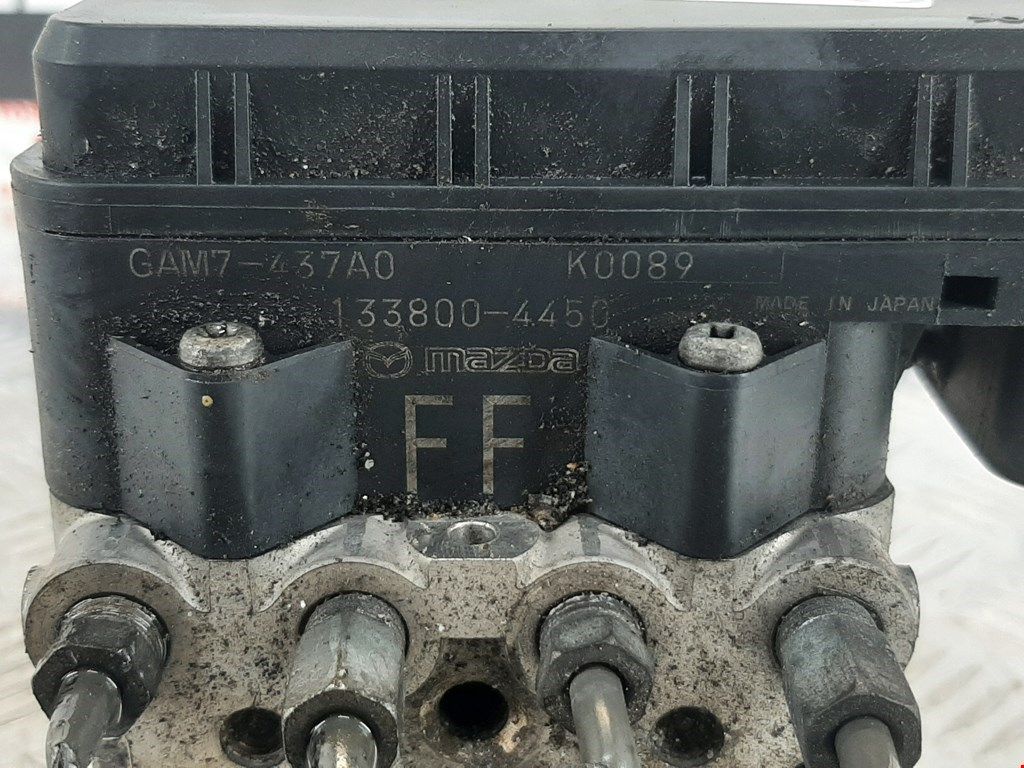 GAM7-437A0 K0089
133800-4450
MADE IN JAPAN
mazda
FF